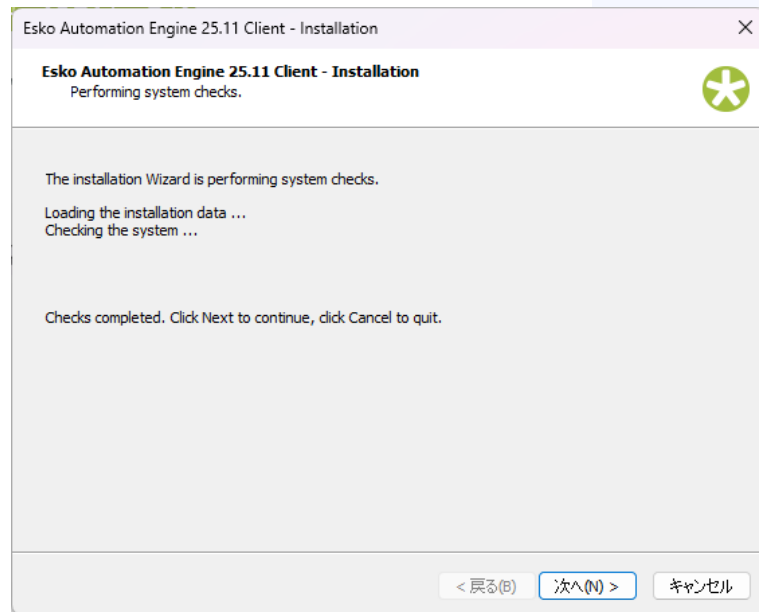 Esko Automation Engine 25.11 Client - Installation
Esko Automation Engine 25.11 Client - Installation
Performing system checks.
The installation Wizard is performing system checks.
Loading the installation data ...
Checking the system ...
Checks completed. Click Next to continue, click Cancel to quit.
< 戻る(B)
次へ(N) >
キャンセル